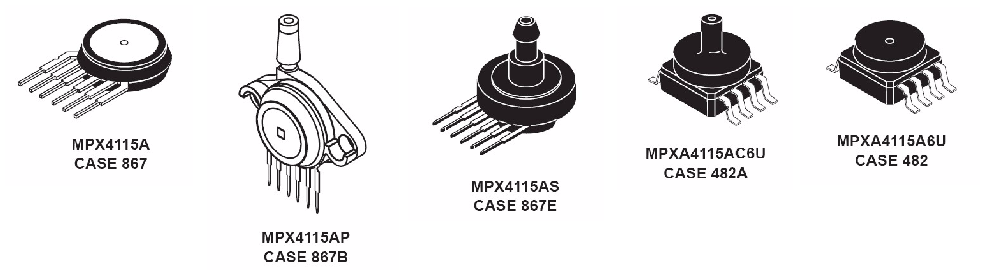 MPX4115A
CASE 867
MPX4115AP
CASE 867B
MPX4115AS
CASE 867E
MPXA4115AC6U
CASE 482A
MPXA4115A6U
CASE 482